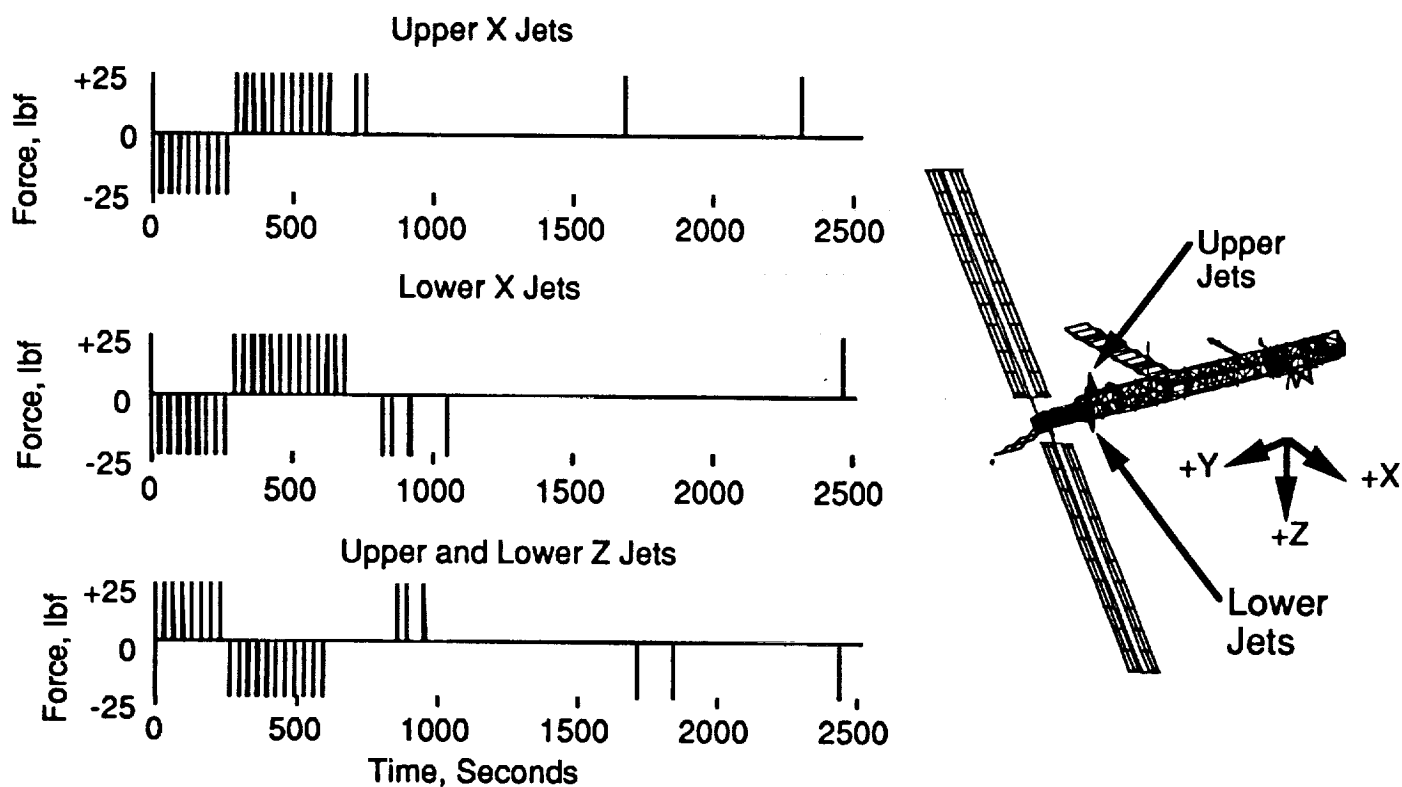 Upper X Jets
Force, lbf
+25
0
-25
0 500 1000 1500 2000 2500
Lower X Jets
Force, lbf
+25
0
-25
0 500 1000 1500 2000 2500
Upper and Lower Z Jets
Force, lbf
+25
0
-25
0 500 1000 1500 2000 2500
Time, Seconds
Upper
Jets
+Y
+X
+Z
Lower
Jets